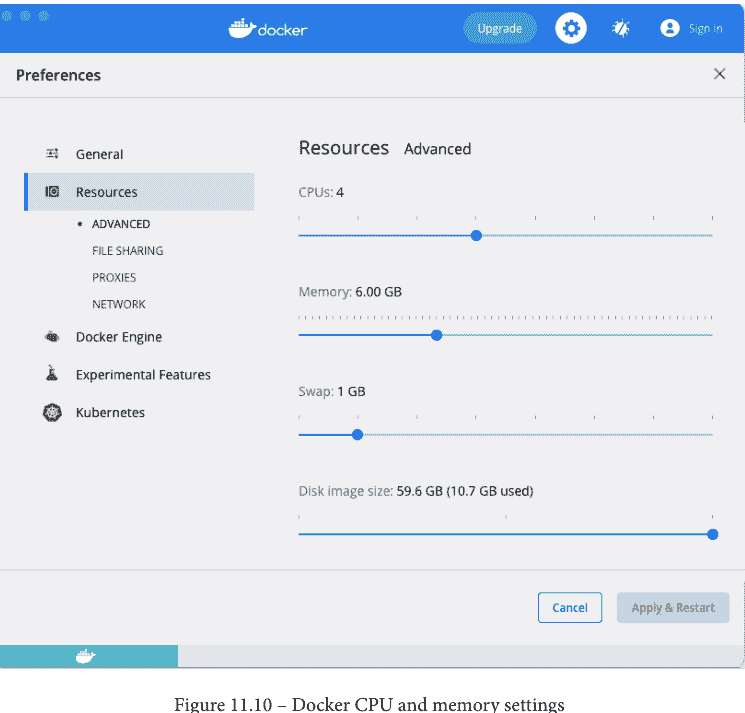 docker
Upgrade
Sign in
Preferences
General
Resources
ADVANCED
FILE SHARING
PROXIES
NETWORK
Docker Engine
Experimental Features
Kubernetes
Resources Advanced
CPUs: 4
Memory: 6.00 GB
Swap: 1 GB
Disk image size: 59.6 GB (10.7 GB used)
Cancel
Apply & Restart
Figure 11.10 – Docker CPU and memory settings